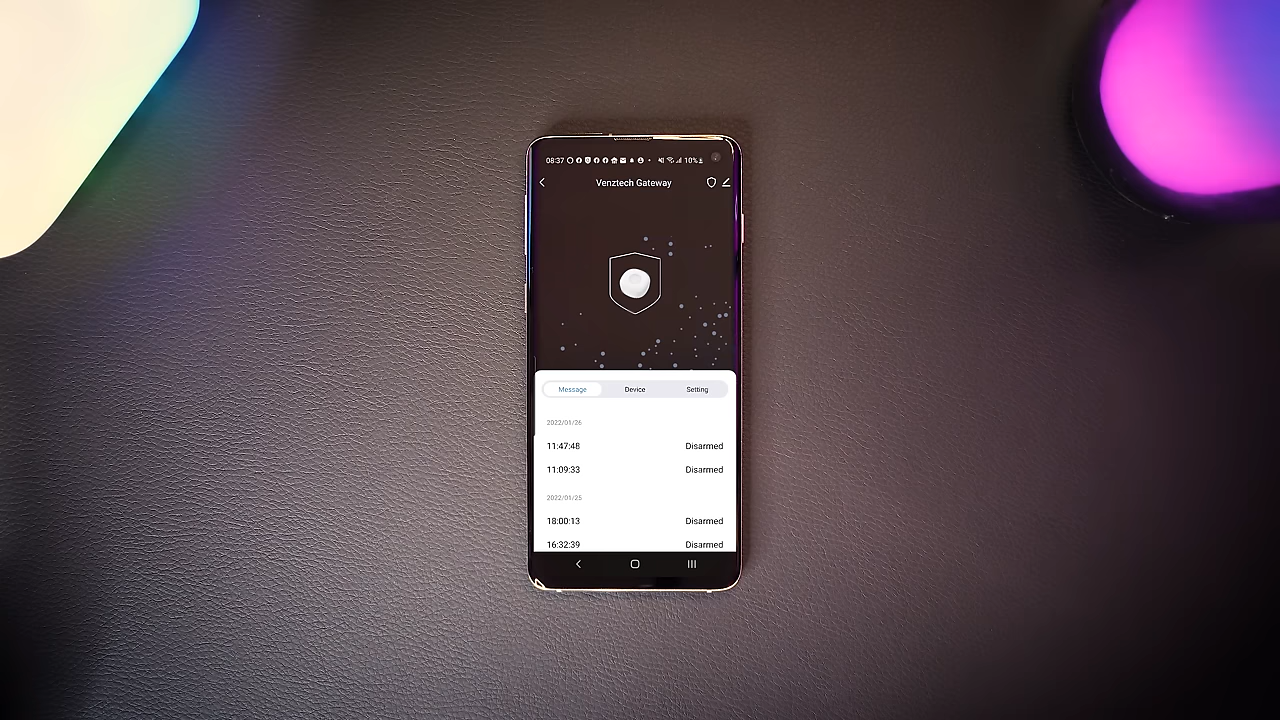 08:37 10%
Venztech Gateway
Message Device Setting
2022/01/26
11:47:48 Disarmed
11:09:33 Disarmed
2022/01/25
18:00:13 Disarmed
16:32:39 Disarmed